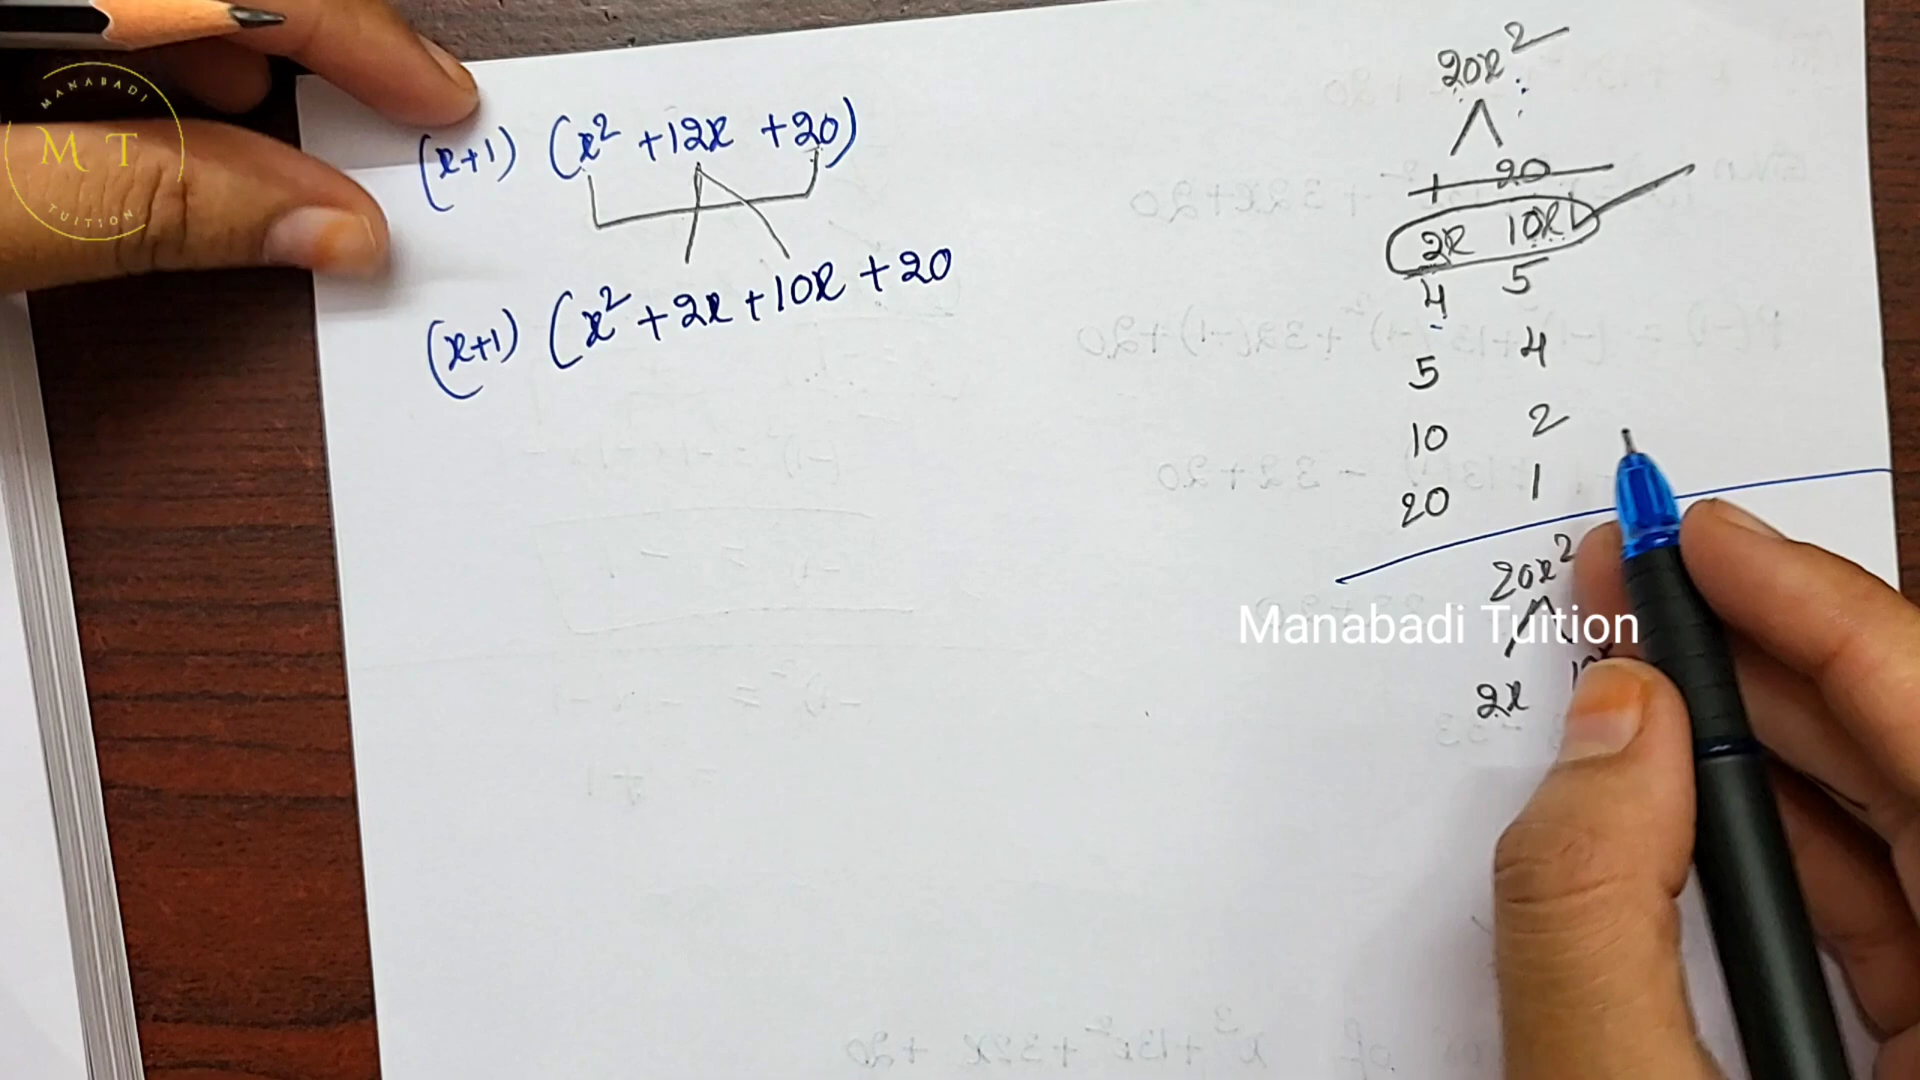 MANABADI
M T
TUITION
(x+1) (x² +12x +20)
(x+1) (x² +2x +10x +20
20x²
1 20
2x 10x
4 5
5 4
10 2
20 1
20x²
2x
Manabadi Tuition